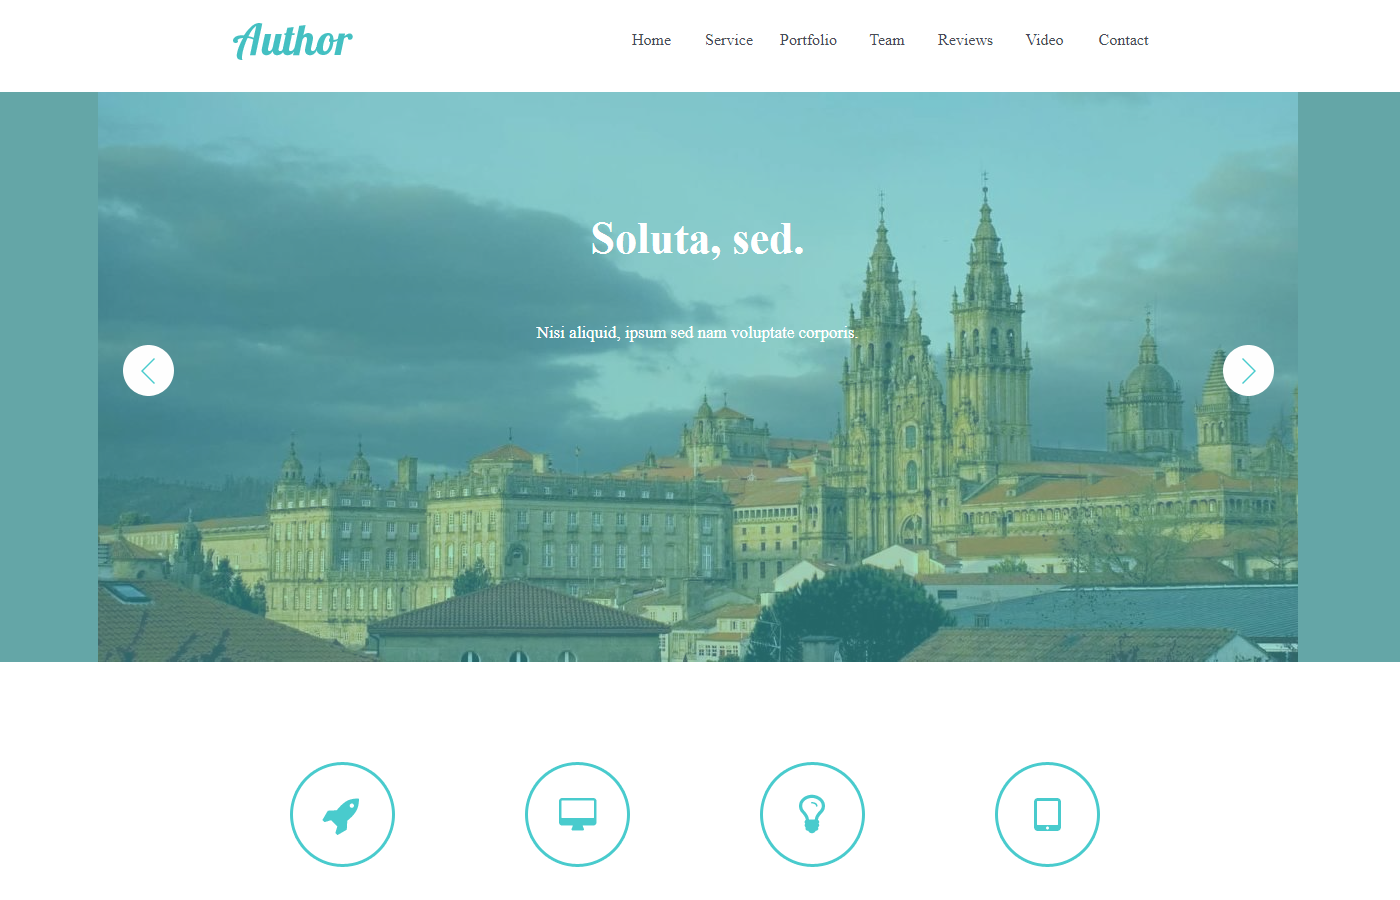 Author
Home Service Portfolio Team Reviews Video Contact
Soluta, sed.
Nisi aliquid, ipsum sed nam voluptate corporis.